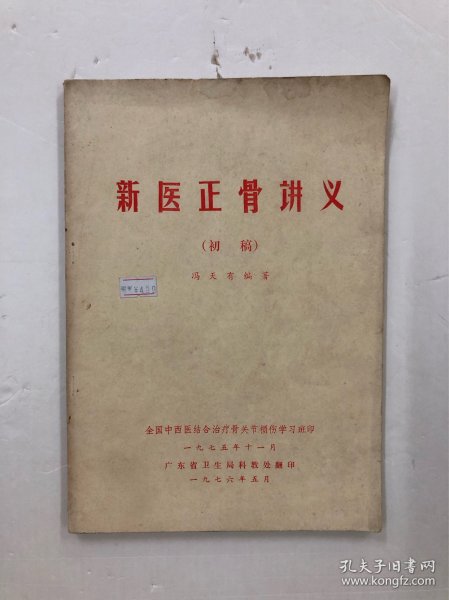 新医正骨讲义
(初 稿)
冯天有编著
¥4.50
全国中西医结合治疗骨关节损伤学习班印
一九七五年十一月
广东省卫生局科教处翻印
一九七六年五月
孔夫子旧书网
www.kongfz.com